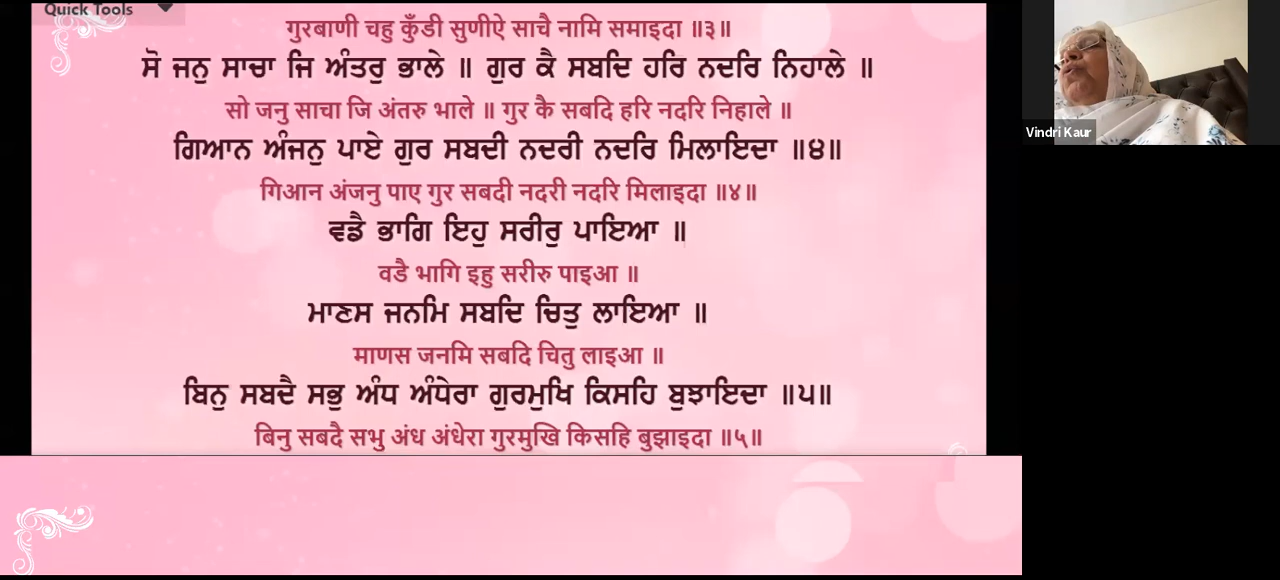 Quick Tools
गुरबाणी चहु कुँडी सुणीऐ साचै नामि समाइदा ॥३॥
ਸੋ ਜਨੁ ਸਾਚਾ ਜਿ ਅੰਤਰੁ ਭਾਲੇ ॥ ਗੁਰ ਕੈ ਸਬਦਿ ਹਰਿ ਨਦਰਿ ਨਿਹਾਲੇ ॥
सो जनु साचा जि अंतरु भाले ॥ गुर कै सबदि हरि नदरि निहाले ॥
ਗਿਆਨ ਅੰਜਨੁ ਪਾਏ ਗੁਰ ਸਬਦੀ ਨਦਰੀ ਨਦਰਿ ਮਿਲਾਇਦਾ ॥੪॥
गिआन अंजनु पाए गुर सबदी नदरी नदरि मिलाइदा ॥४॥
ਵਡੈ ਭਾਗਿ ਇਹੁ ਸਰੀਰੁ ਪਾਇਆ ॥
वडै भागि इहु सरीरु पाइआ ॥
ਮਾਣਸ ਜਨਮਿ ਸਬਦਿ ਚਿਤੁ ਲਾਇਆ ॥
माणस जनमि सबदि चितु लाइआ ॥
ਬਿਨੁ ਸਬਦੈ ਸਭੁ ਅੰਧ ਅੰਧੇਰਾ ਗੁਰਮੁਖਿ ਕਿਸਹਿ ਬੁਝਾਇਦਾ ॥੫॥
बिनु सबदै सभु अंध अंधेरा गुरमुखि किसहि बुझाइदा ॥५॥
Vindri Kaur